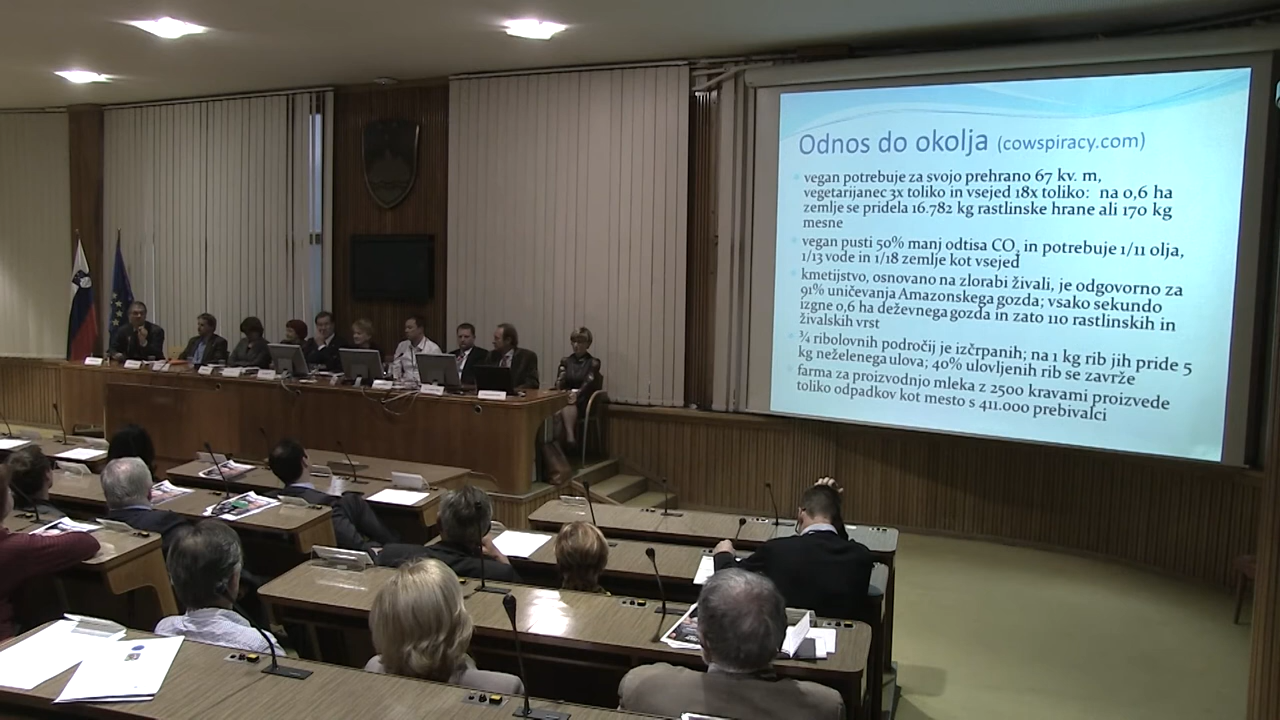 Odnos do okolja (cowspiracy.com)
vegan potrebuje za svojo prehrano 67 kv. m,
vegetarijanec 3x toliko in vsejed 18x toliko: na 0,6 ha
zemlje se pridela 16.782 kg rastlinske hrane ali 170 kg
mesne
vegan pusti 50% manj odtisa CO₂ in potrebuje 1/11 olja,
1/13 vode in 1/18 zemlje kot vsejed
kmetijstvo, osnovano na zlorabi živali, je odgovorno za
91% uničevanja Amazonskega gozda; vsako sekundo
izgne 0,6 ha deževnega gozda in zato 110 rastlinskih in
živalskih vrst
¾ ribolovnih področij je izčrpanih; na 1 kg rib jih pride 5
kg neželenega ulova; 40% ulovljenih rib se zavrže
farma za proizvodnjo mleka z 2500 kravami proizvede
toliko odpadkov kot mesto s 411.000 prebivalci